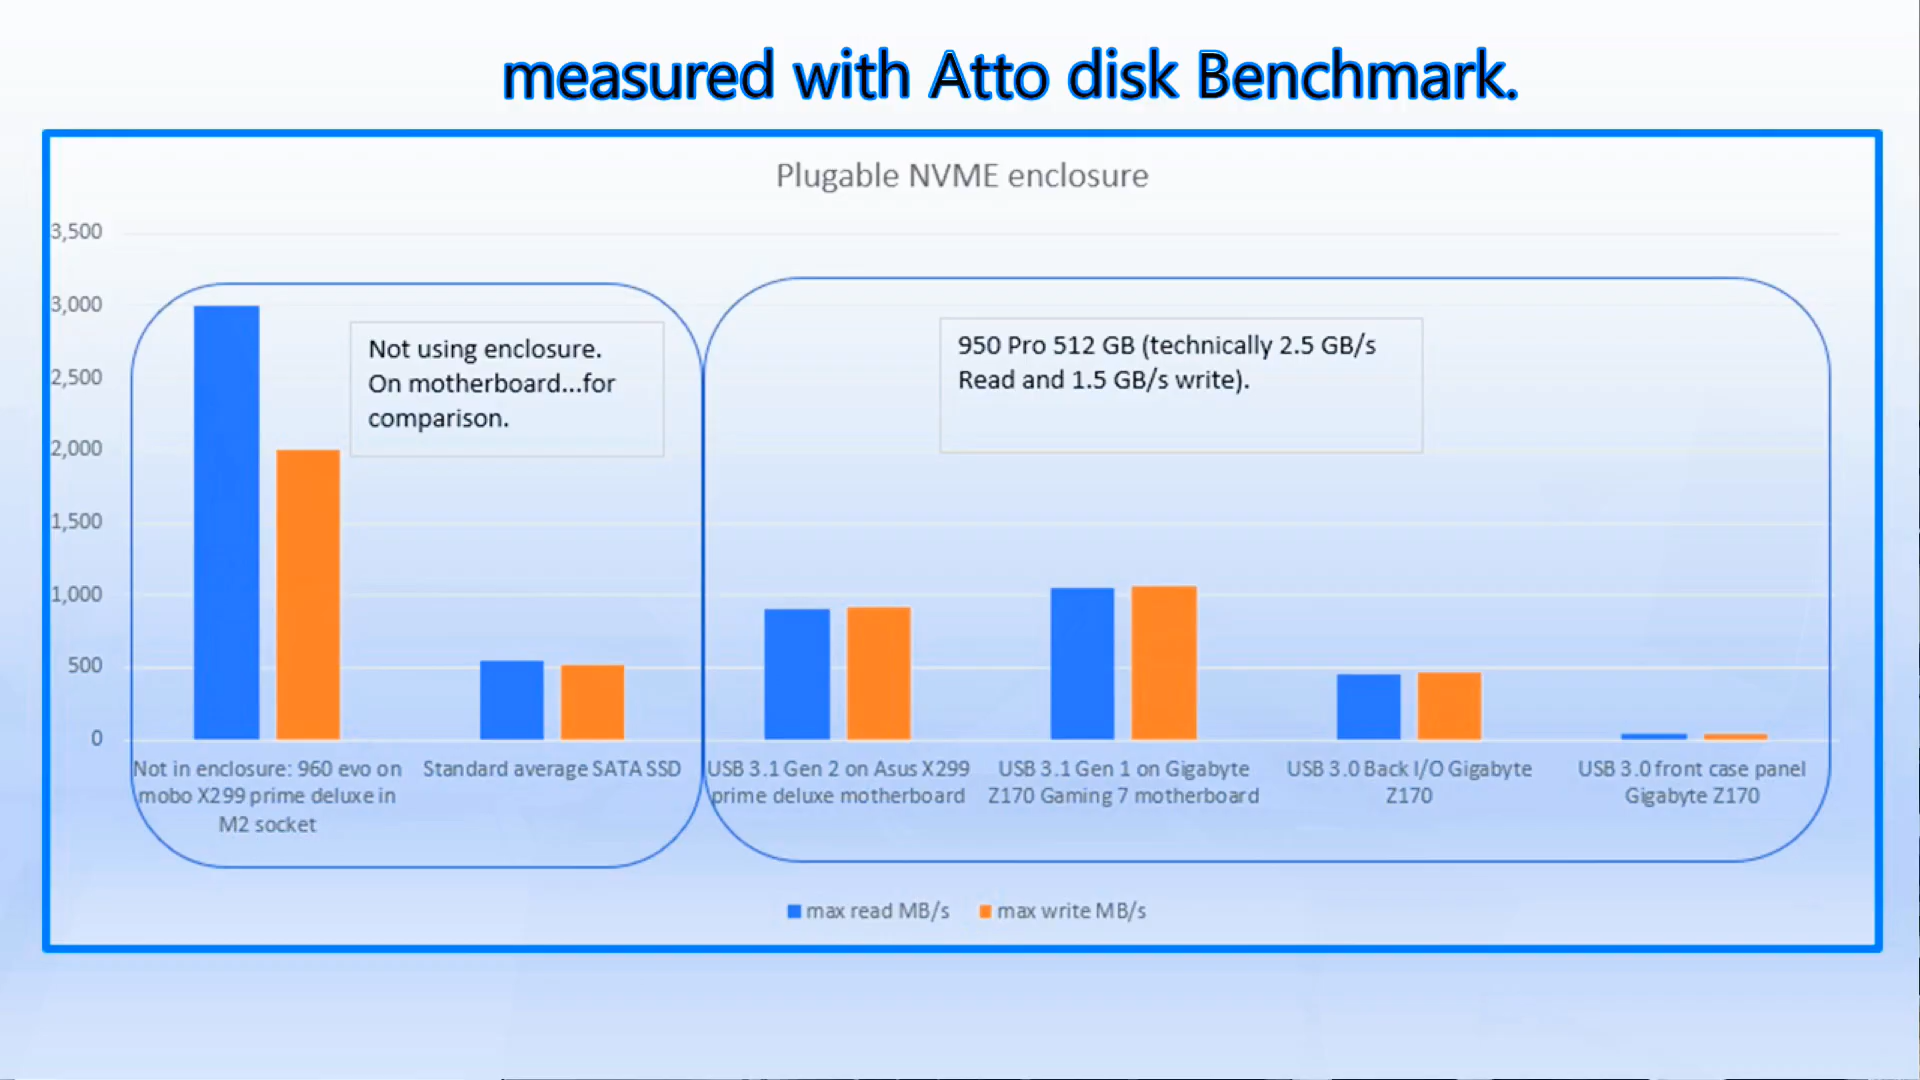 measured with Atto disk Benchmark.
Plugable NVME enclosure
3,500
3,000
2,500
2,000
1,500
1,000
500
0
Not using enclosure.
On motherboard...for
comparison.
950 Pro 512 GB (technically 2.5 GB/s
Read and 1.5 GB/s write).
Not in enclosure: 960 evo on
mobo X299 prime deluxe in
M2 socket
Standard average SATA SSD
USB 3.1 Gen 2 on Asus X299
prime deluxe motherboard
USB 3.1 Gen 1 on Gigabyte
Z170 Gaming 7 motherboard
USB 3.0 Back I/O Gigabyte
Z170
USB 3.0 front case panel
Gigabyte Z170
max read MB/s
max write MB/s